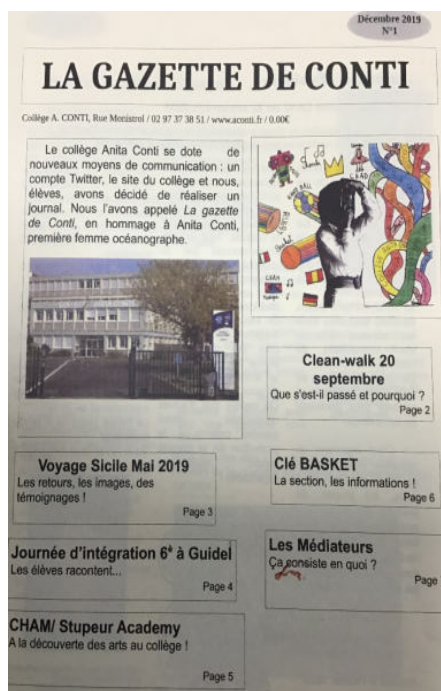 Décembre 2019
N°1
LA GAZETTE DE CONTI
Collège A. CONTI, Rue Monistrol / 02 97 37 38 51 / www.aconti.fr / 0.00€
Le collège Anita Conti se dote de
nouveaux moyens de communication : un
compte Twitter, le site du collège et nous,
élèves, avons décidé de réaliser un
journal. Nous l'avons appelé La gazette
de Conti, en hommage à Anita Conti,
première femme océanographe.
Clean-walk 20
septembre
Que s'est-il passé et pourquoi ?
Page 2
Voyage Sicile Mai 2019
Les retours, les images, des
témoignages !
Page 3
Clé BASKET
La section, les informations !
Page 6
Journée d'intégration 6è à Guidel
Les élèves racontent...
Page 4
Les Médiateurs
Ça consiste en quoi ?
Page
CHAM/ Stupeur Academy
A la découverte des arts au collège !
Page 5